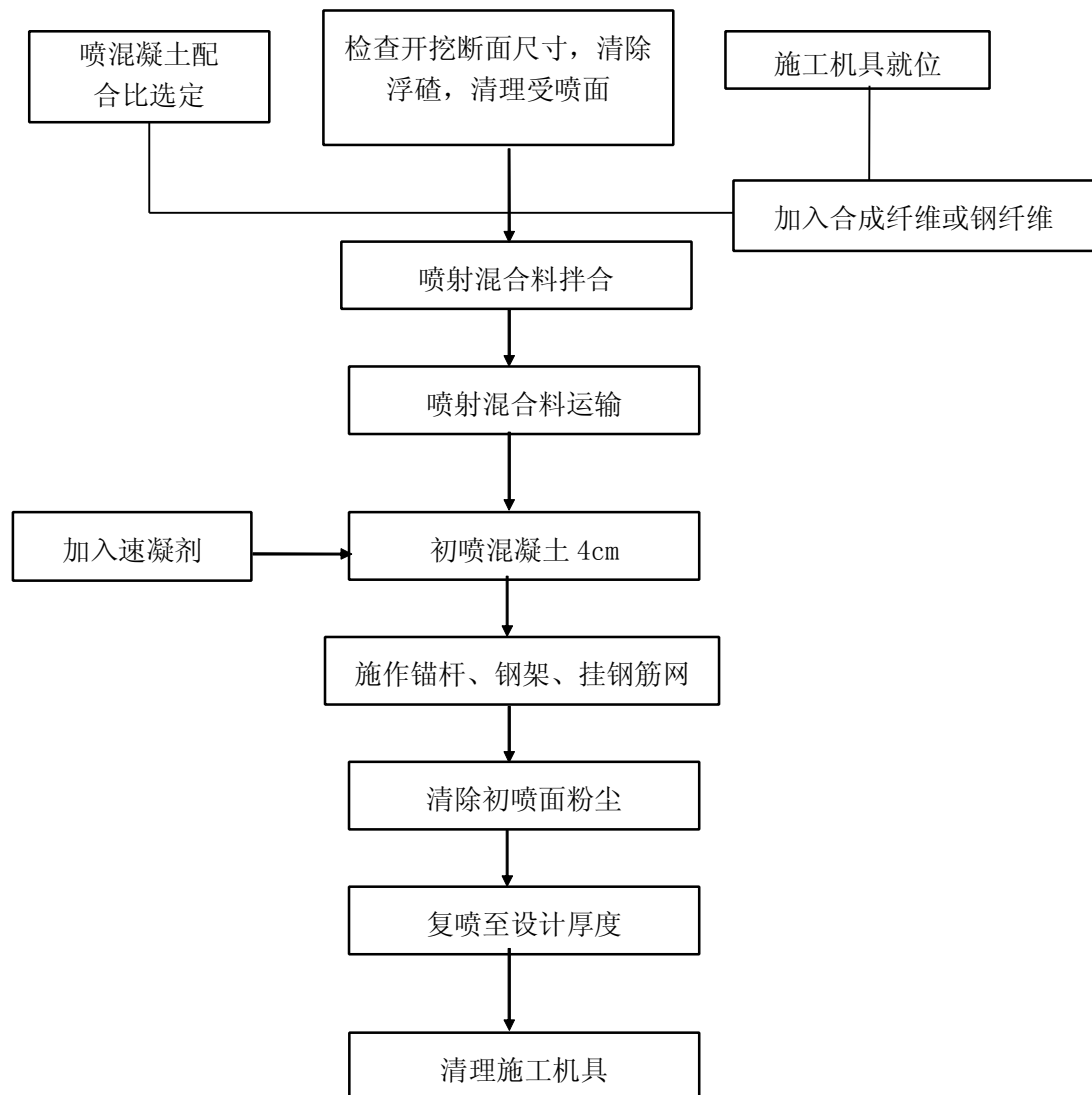 喷混凝土配
合比选定
检查开挖断面尺寸，清除
浮碴，清理受喷面
施工机具就位
加入合成纤维或钢纤维
喷射混合料拌合
喷射混合料运输
加入速凝剂
初喷混凝土 4cm
施作锚杆、钢架、挂钢筋网
清除初喷面粉尘
复喷至设计厚度
清理施工机具